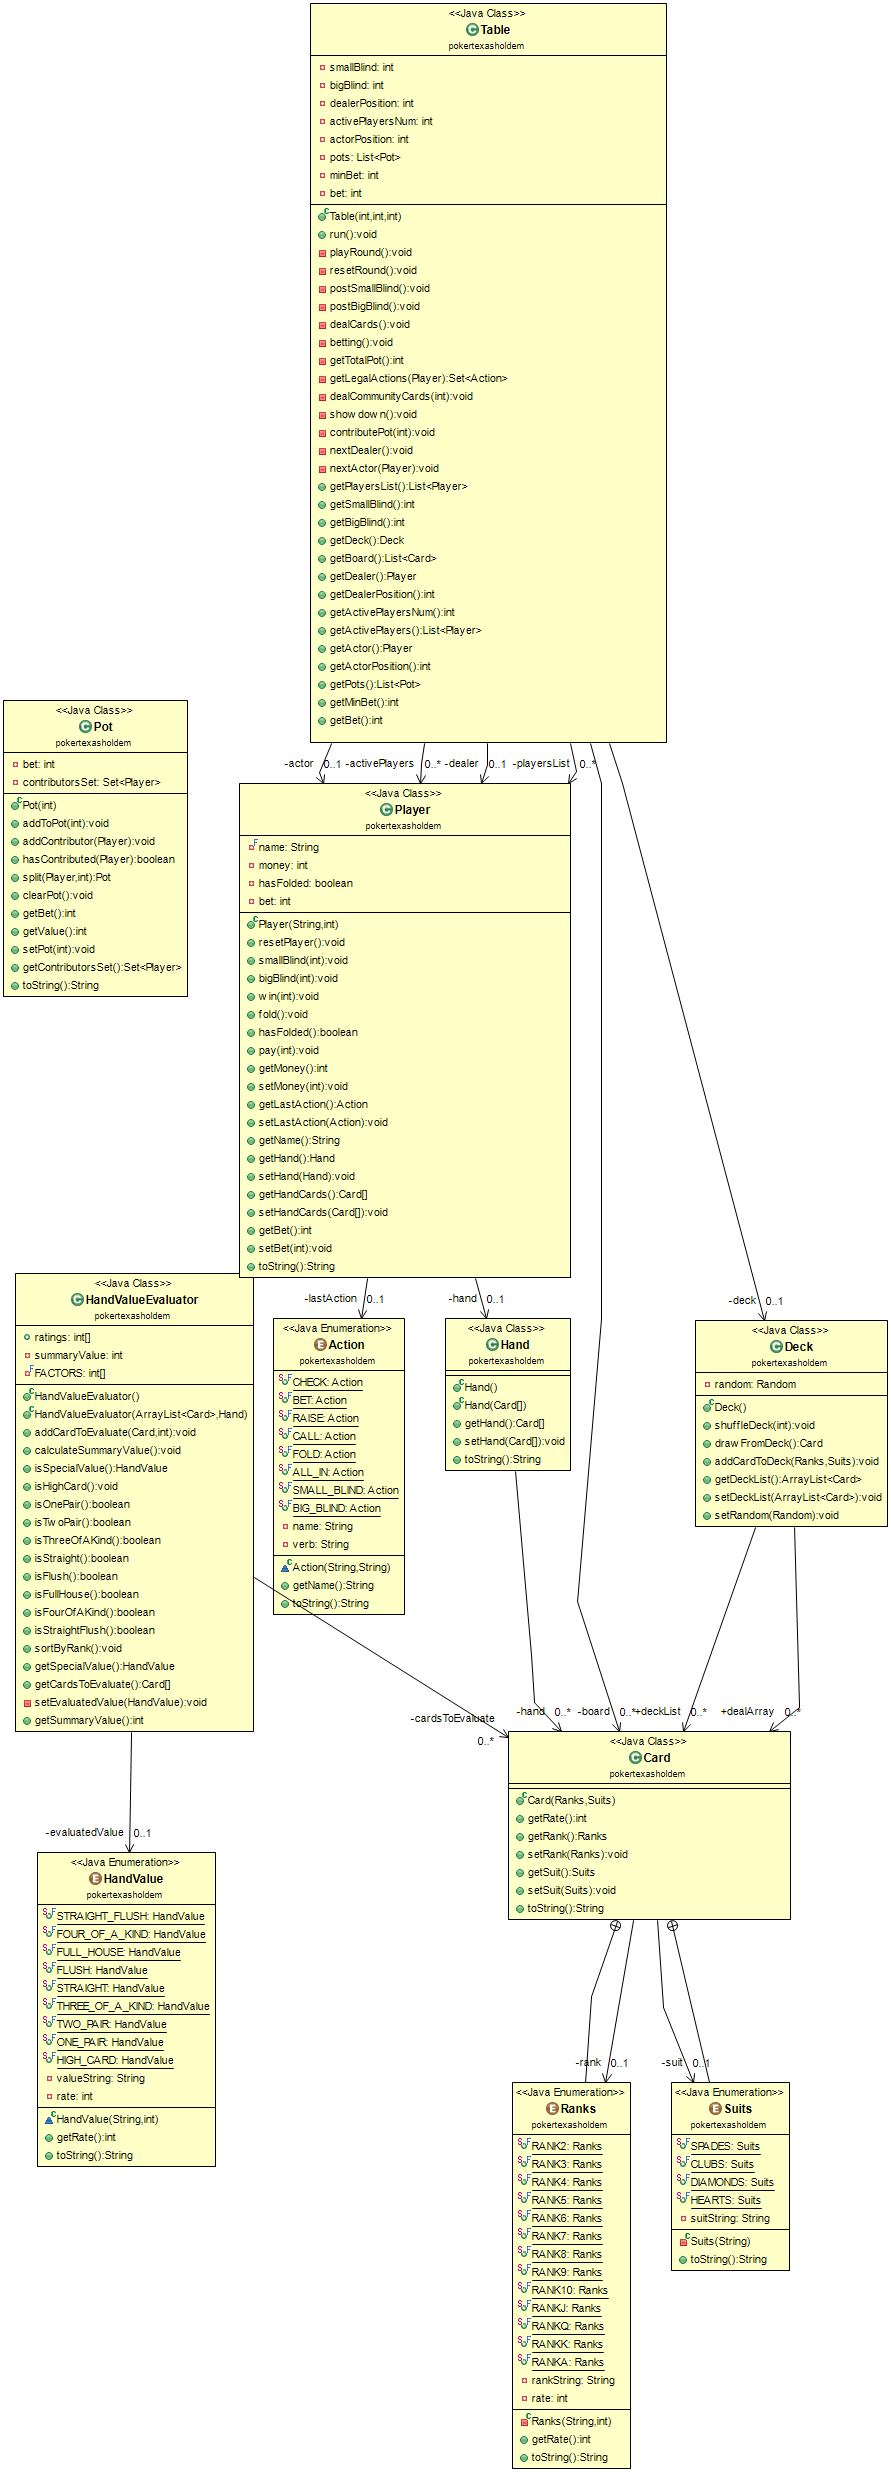 <<Java Class>>
Table
pokertexasholdem
smallBlind: int
bigBlind: int
dealerPosition: int
activePlayersNum: int
actorPosition: int
pots: List<Pot>
minBet: int
bet: int
Table(int,int,int)
run():void
playRound():void
resetRound():void
postSmallBlind():void
postBigBlind():void
dealCards():void
betting():void
getTotalPot():int
getLegalActions(Player):Set<Action>
dealCommunityCards(int):void
showdown():void
contributePot(int):void
nextDealer():void
nextActor(Player):void
getPlayersList():List<Player>
getSmallBlind():int
getBigBlind():int
getDeck():Deck
getBoard():List<Card>
getDealer():Player
getDealerPosition():int
getActivePlayersNum():int
getActivePlayers():List<Player>
getActor():Player
getActorPosition():int
getPots():List<Pot>
getMinBet():int
getBet():int
<<Java Class>>
Pot
pokertexasholdem
bet: int
contributorsSet: Set<Player>
Pot(int)
addToPot(int):void
addContributor(Player):void
hasContributed(Player):boolean
split(Player,int):Pot
clearPot():void
getBet():int
getValue():int
setPot(int):void
getContributorsSet():Set<Player>
toString():String
-actor 0..1 -activePlayers 0..* -dealer 0..1 -playersList 0..*
<<Java Class>>
Player
pokertexasholdem
name: String
money: int
hasFolded: boolean
bet: int
Player(String,int)
resetPlayer():void
smallBlind(int):void
bigBlind(int):void
win(int):void
fold():void
hasFolded():boolean
pay(int):void
getMoney():int
setMoney(int):void
getLastAction():Action
setLastAction(Action):void
getName():String
getHand():Hand
setHand(Hand):void
getHandCards():Card[]
setHandCards(Card[]):void
getBet():int
setBet(int):void
toString():String
<<Java Class>>
HandValueEvaluator
pokertexasholdem
ratings: int[]
summaryValue: int
FACTORS: int[]
HandValueEvaluator()
HandValueEvaluator(ArrayList<Card>,Hand)
addCardToEvaluate(Card,int):void
calculateSummaryValue():void
isSpecialValue():HandValue
isHighCard():void
isOnePair():boolean
isTwoPair():boolean
isThreeOfAKind():boolean
isStraight():boolean
isFlush():boolean
isFullHouse():boolean
isFourOfAKind():boolean
isStraightFlush():boolean
sortByRank():void
getSpecialValue():HandValue
getCardsToEvaluate():Card[]
setEvaluatedValue(HandValue):void
getSummaryValue():int
-lastAction 0..1 -hand 0..1 -deck 0..1
<<Java Enumeration>>
Action
pokertexasholdem
CHECK: Action
BET: Action
RAISE: Action
CALL: Action
FOLD: Action
ALL_IN: Action
SMALL_BLIND: Action
BIG_BLIND: Action
name: String
verb: String
Action(String,String)
getName():String
toString():String
<<Java Class>>
Hand
pokertexasholdem
Hand()
Hand(Card[])
getHand():Card[]
setHand(Card[]):void
toString():String
<<Java Class>>
Deck
pokertexasholdem
random: Random
Deck()
shuffleDeck(int):void
drawFromDeck():Card
addCardToDeck(Ranks,Suits):void
getDeckList():ArrayList<Card>
setDeckList(ArrayList<Card>):void
setRandom(Random):void
-cardsToEvaluate 0..* -hand 0..* -board 0..* +deckList 0..* +dealArray 0..*
<<Java Class>>
Card
pokertexasholdem
Card(Ranks,Suits)
getRate():int
getRank():Ranks
setRank(Ranks):void
getSuit():Suits
setSuit(Suits):void
toString():String
-evaluatedValue 0..1
<<Java Enumeration>>
HandValue
pokertexasholdem
STRAIGHT_FLUSH: HandValue
FOUR_OF_A_KIND: HandValue
FULL_HOUSE: HandValue
FLUSH: HandValue
STRAIGHT: HandValue
THREE_OF_A_KIND: HandValue
TWO_PAIR: HandValue
ONE_PAIR: HandValue
HIGH_CARD: HandValue
valueString: String
rate: int
HandValue(String,int)
getRate():int
toString():String
-rank 0..1 -suit 0..1
<<Java Enumeration>>
Ranks
pokertexasholdem
RANK2: Ranks
RANK3: Ranks
RANK4: Ranks
RANK5: Ranks
RANK6: Ranks
RANK7: Ranks
RANK8: Ranks
RANK9: Ranks
RANK10: Ranks
RANKJ: Ranks
RANKQ: Ranks
RANKK: Ranks
RANKA: Ranks
rankString: String
rate: int
Ranks(String,int)
getRate():int
toString():String
<<Java Enumeration>>
Suits
pokertexasholdem
SPADES: Suits
CLUBS: Suits
DIAMONDS: Suits
HEARTS: Suits
suitString: String
Suits(String)
toString():String